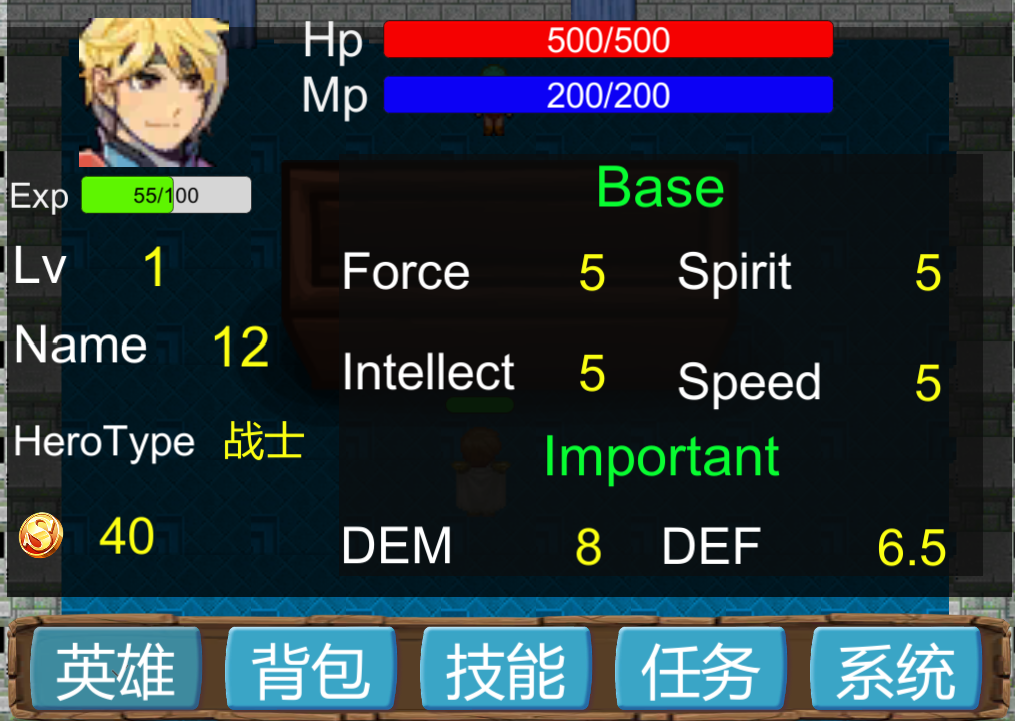 Hp 500/500
Mp 200/200
Exp 55/100
Base
Lv 1
Force 5 Spirit 5
Name 12
Intellect 5 Speed 5
HeroType 战士
Important
40
DEM 8 DEF 6.5
英雄 背包 技能 任务 系统